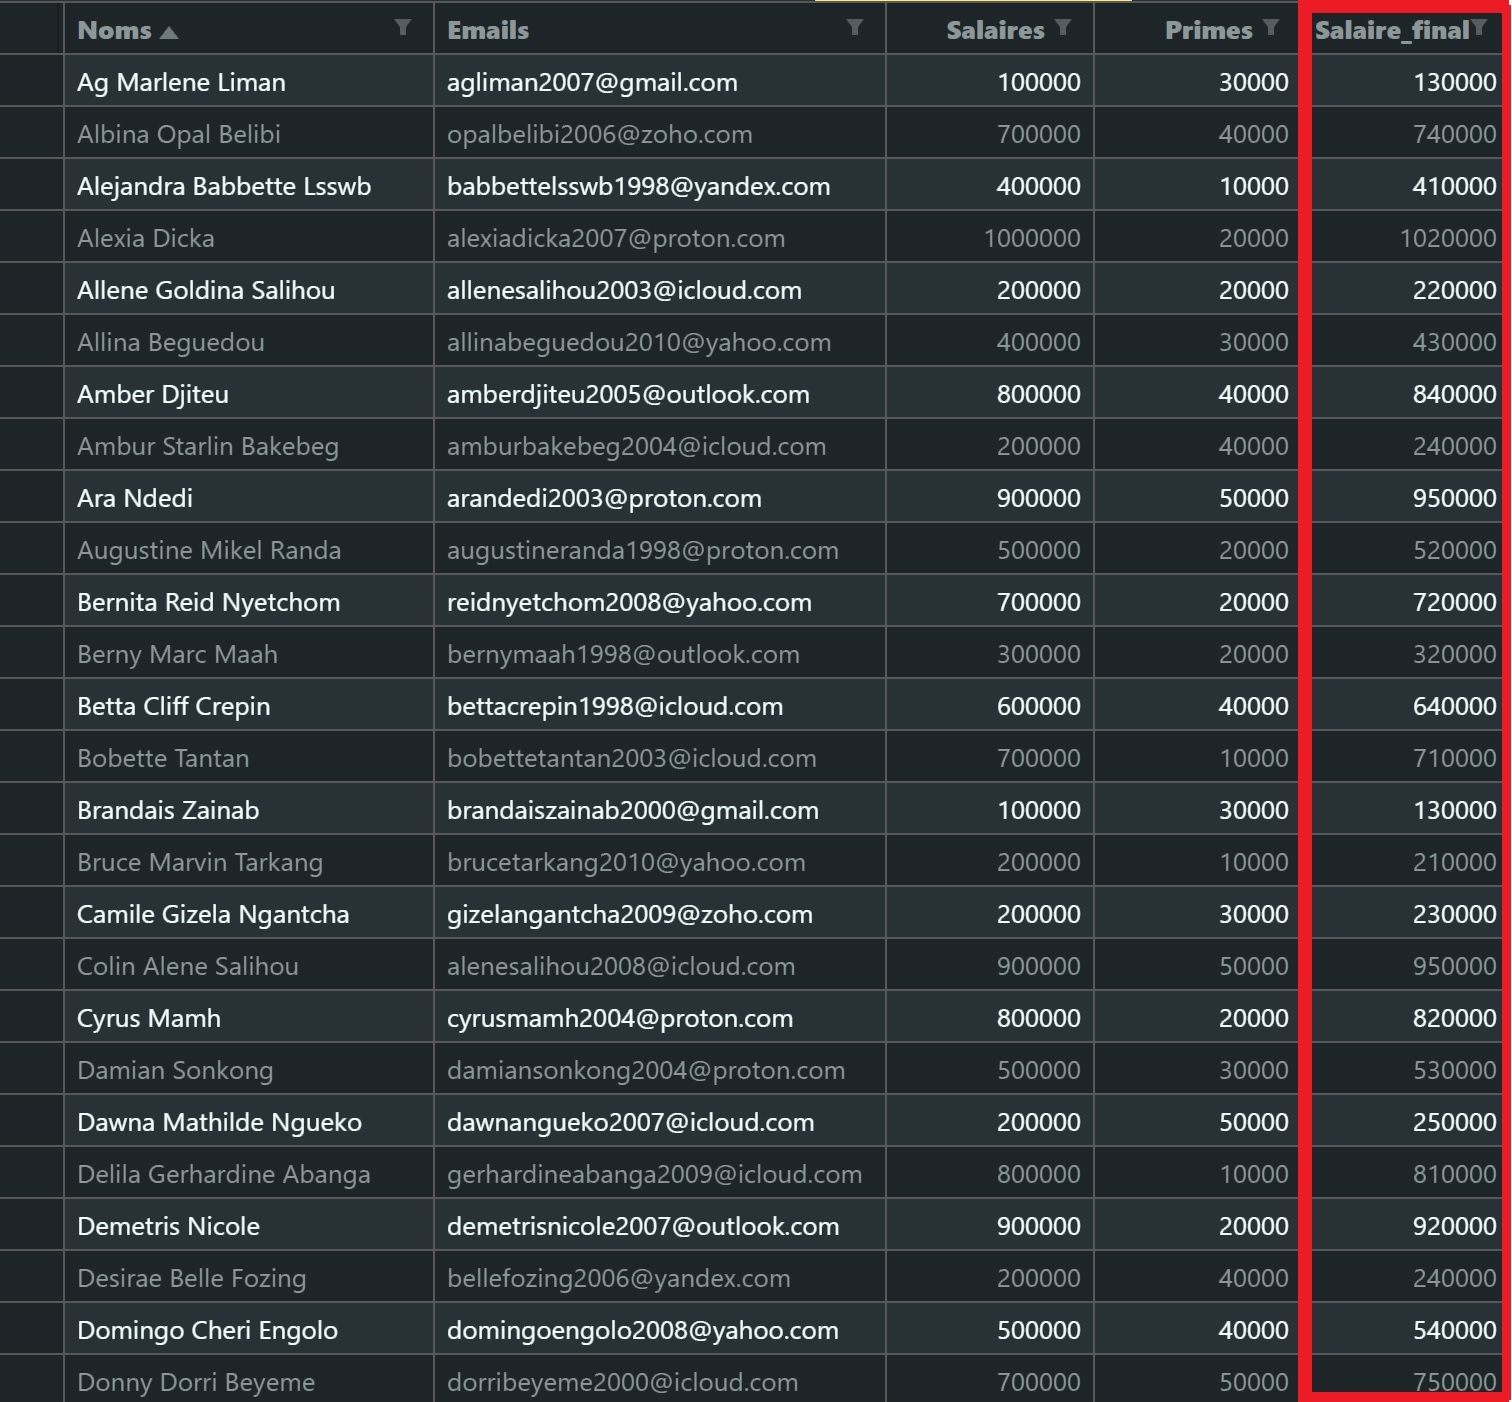 Noms Emails Salaires Primes Salaire_final
Ag Marlene Liman agliman2007@gmail.com 100000 30000 130000
Albina Opal Belibi opalbelibi2006@zoho.com 700000 40000 740000
Alejandra Babbette Lsswb babbettelsswb1998@yandex.com 400000 10000 410000
Alexia Dicka alexiadicka2007@proton.com 1000000 20000 1020000
Allene Goldina Salihou allenesalihou2003@icloud.com 200000 20000 220000
Allina Beguedou allinabeguedou2010@yahoo.com 400000 30000 430000
Amber Djiteu amberdjiteu2005@outlook.com 800000 40000 840000
Ambur Starlin Bakebeg amburbakebeg2004@icloud.com 200000 40000 240000
Ara Ndedi arandedi2003@proton.com 900000 50000 950000
Augustine Mikel Randa augustineranda1998@proton.com 500000 20000 520000
Bernita Reid Nyetchom reidnyetchom2008@yahoo.com 700000 20000 720000
Berny Marc Maah bernymaah1998@outlook.com 300000 20000 320000
Betta Cliff Crepin bettacrepin1998@icloud.com 600000 40000 640000
Bobette Tantan bobettetantan2003@icloud.com 700000 10000 710000
Brandais Zainab brandaiszainab2000@gmail.com 100000 30000 130000
Bruce Marvin Tarkang brucetarkang2010@yahoo.com 200000 10000 210000
Camile Gizela Ngantcha gizelangantcha2009@zoho.com 200000 30000 230000
Colin Alene Salihou alenesalihou2008@icloud.com 900000 50000 950000
Cyrus Mamh cyrusmamh2004@proton.com 800000 20000 820000
Damian Sonkong damiansonkong2004@proton.com 500000 30000 530000
Dawna Mathilde Ngueko dawnangueko2007@icloud.com 200000 50000 250000
Delila Gerhardine Abanga gerhardineabanga2009@icloud.com 800000 10000 810000
Demetris Nicole demetrisnicole2007@outlook.com 900000 20000 920000
Desirae Belle Fozing bellefozing2006@yandex.com 200000 40000 240000
Domingo Cheri Engolo domingoengolo2008@yahoo.com 500000 40000 540000
Donny Dorri Beyeme dorribeyeme2000@icloud.com 700000 50000 750000